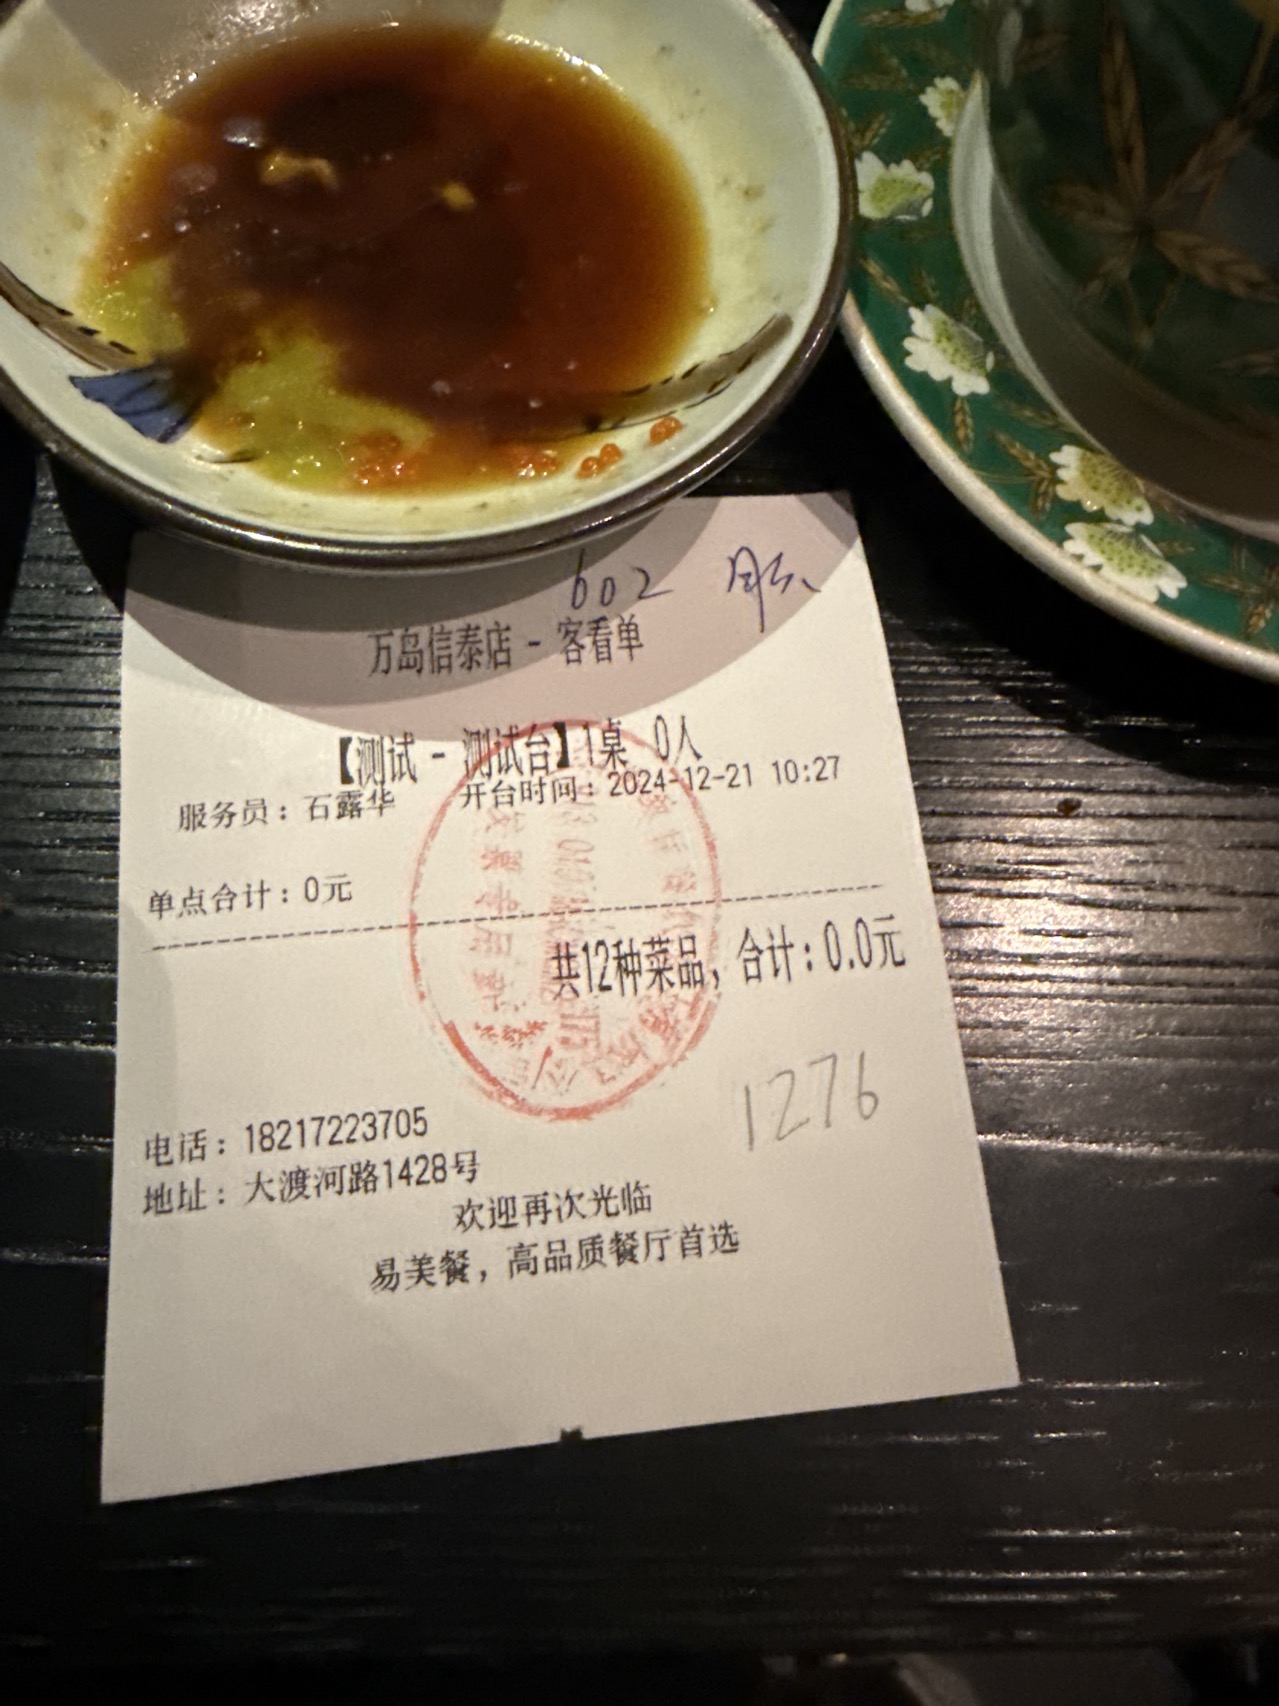 602
万岛信泰店 - 客看单
【测试 - 测试台】1桌 0人
服务员：石露华 开台时间：2024-12-21 10:27
单点合计：0元
共12种菜品，合计：0.0元
1276
电话：18217223705
地址：大渡河路1428号
欢迎再次光临
易美餐，高品质餐厅首选